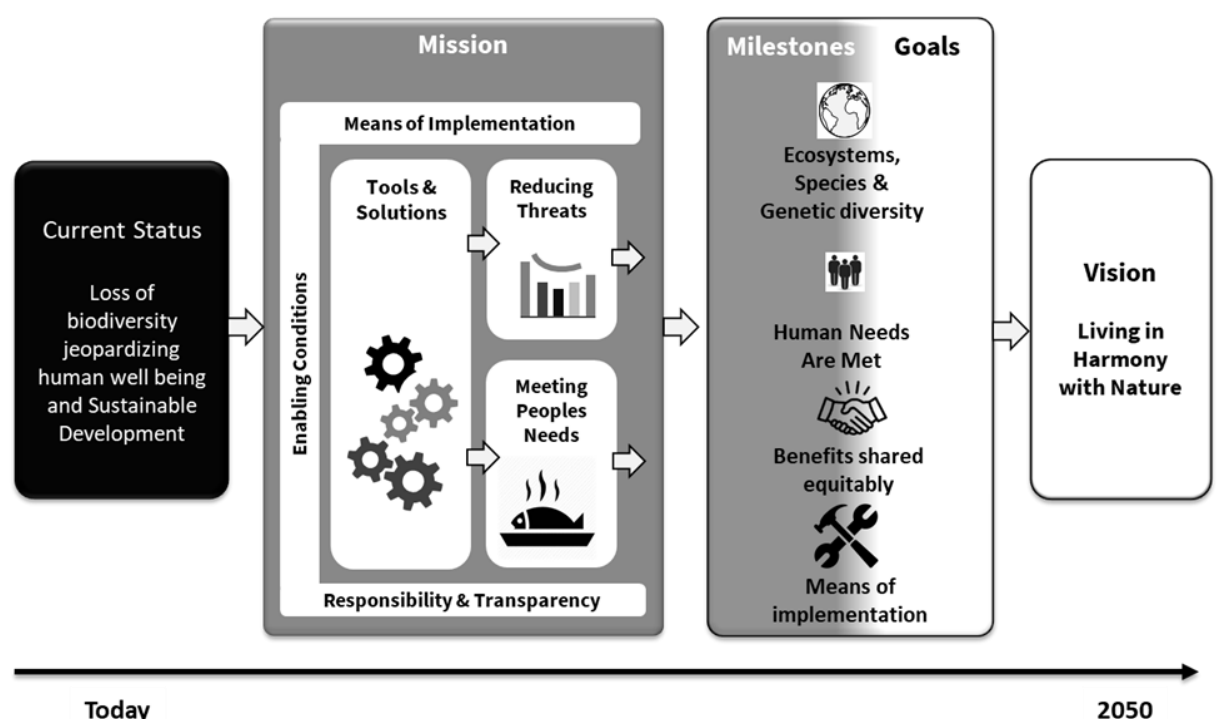 Current Status
Loss of
biodiversity
jeopardizing
human well being
and Sustainable
Development
Mission
Means of Implementation
Enabling Conditions
Tools &
Solutions
Reducing
Threats
Meeting
Peoples
Needs
Responsibility & Transparency
Milestones Goals
Ecosystems,
Species &
Genetic diversity
Human Needs
Are Met
Benefits shared
equitably
Means of
implementation
Vision
Living in
Harmony
with Nature
Today
2050